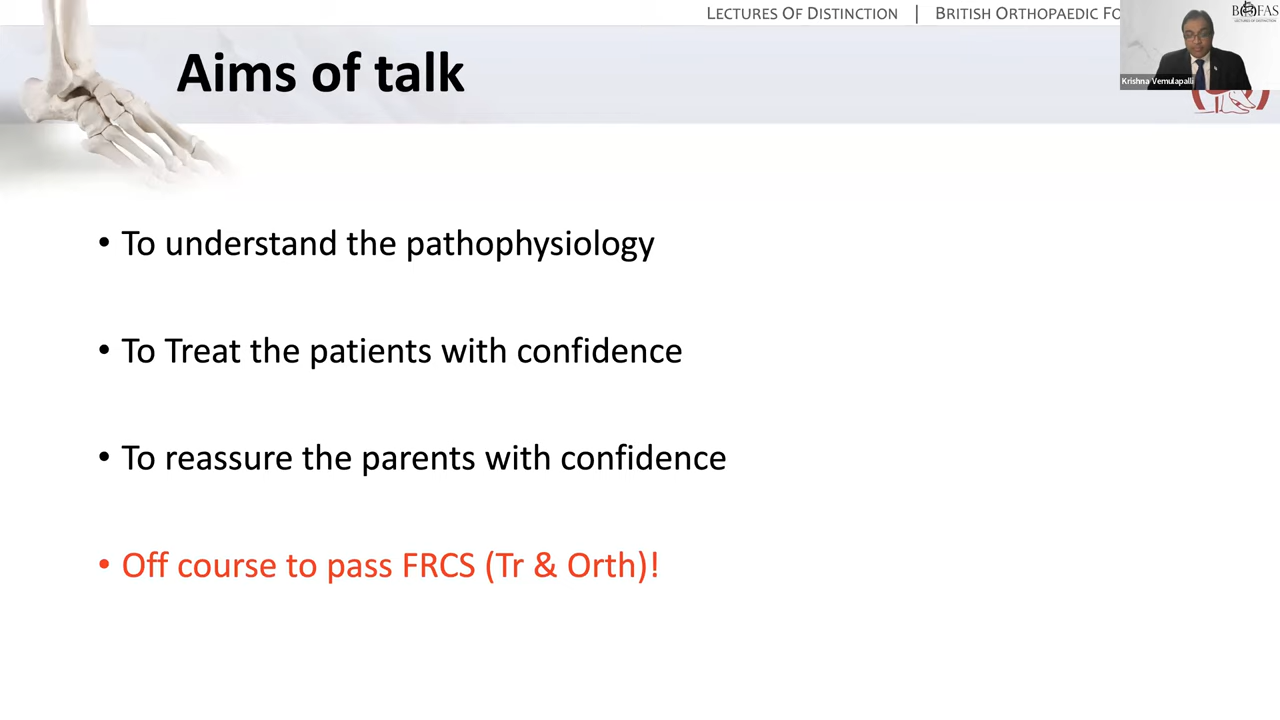 LECTURES OF DISTINCTION | BRITISH ORTHOPAEDIC FO
Krishna Vemulapalli
Aims of talk
• To understand the pathophysiology
• To Treat the patients with confidence
• To reassure the parents with confidence
• Off course to pass FRCS (Tr & Orth)!